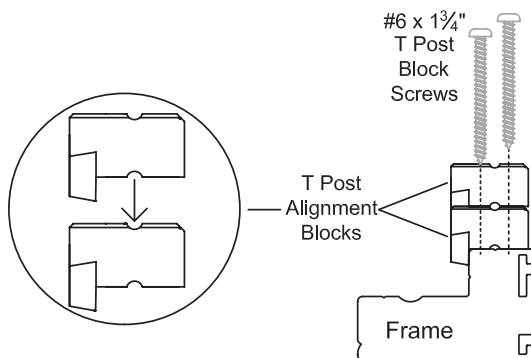 #6 x 1¾"
T Post
Block
Screws
T Post
Alignment
Blocks
Frame